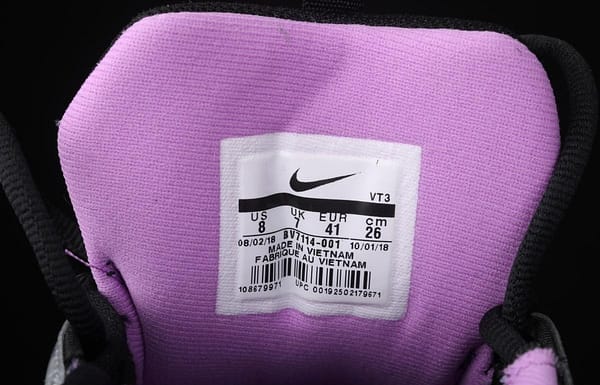 VT3
US UK EUR cm
8 7 41 26
08/02/18 BV7114-001 10/01/18
MADE IN VIETNAM
FABRIQUE AU VIETNAM
108679971 UPC 00192502179671